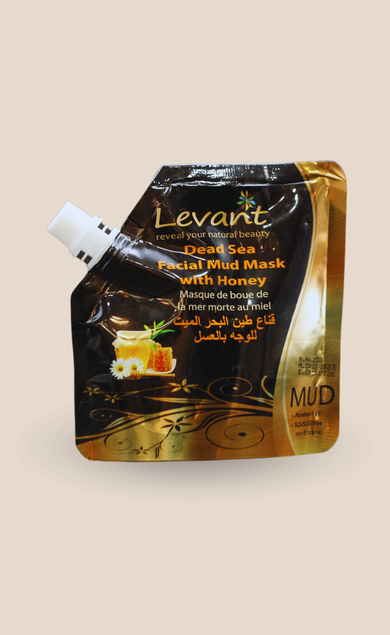 Levant
reveal your natural beauty
Dead Sea
Facial Mud Mask
with Honey
Masque de boue de
la mer morte au miel
قناع طين البحر الميت
للوجه بالعسل
MUD